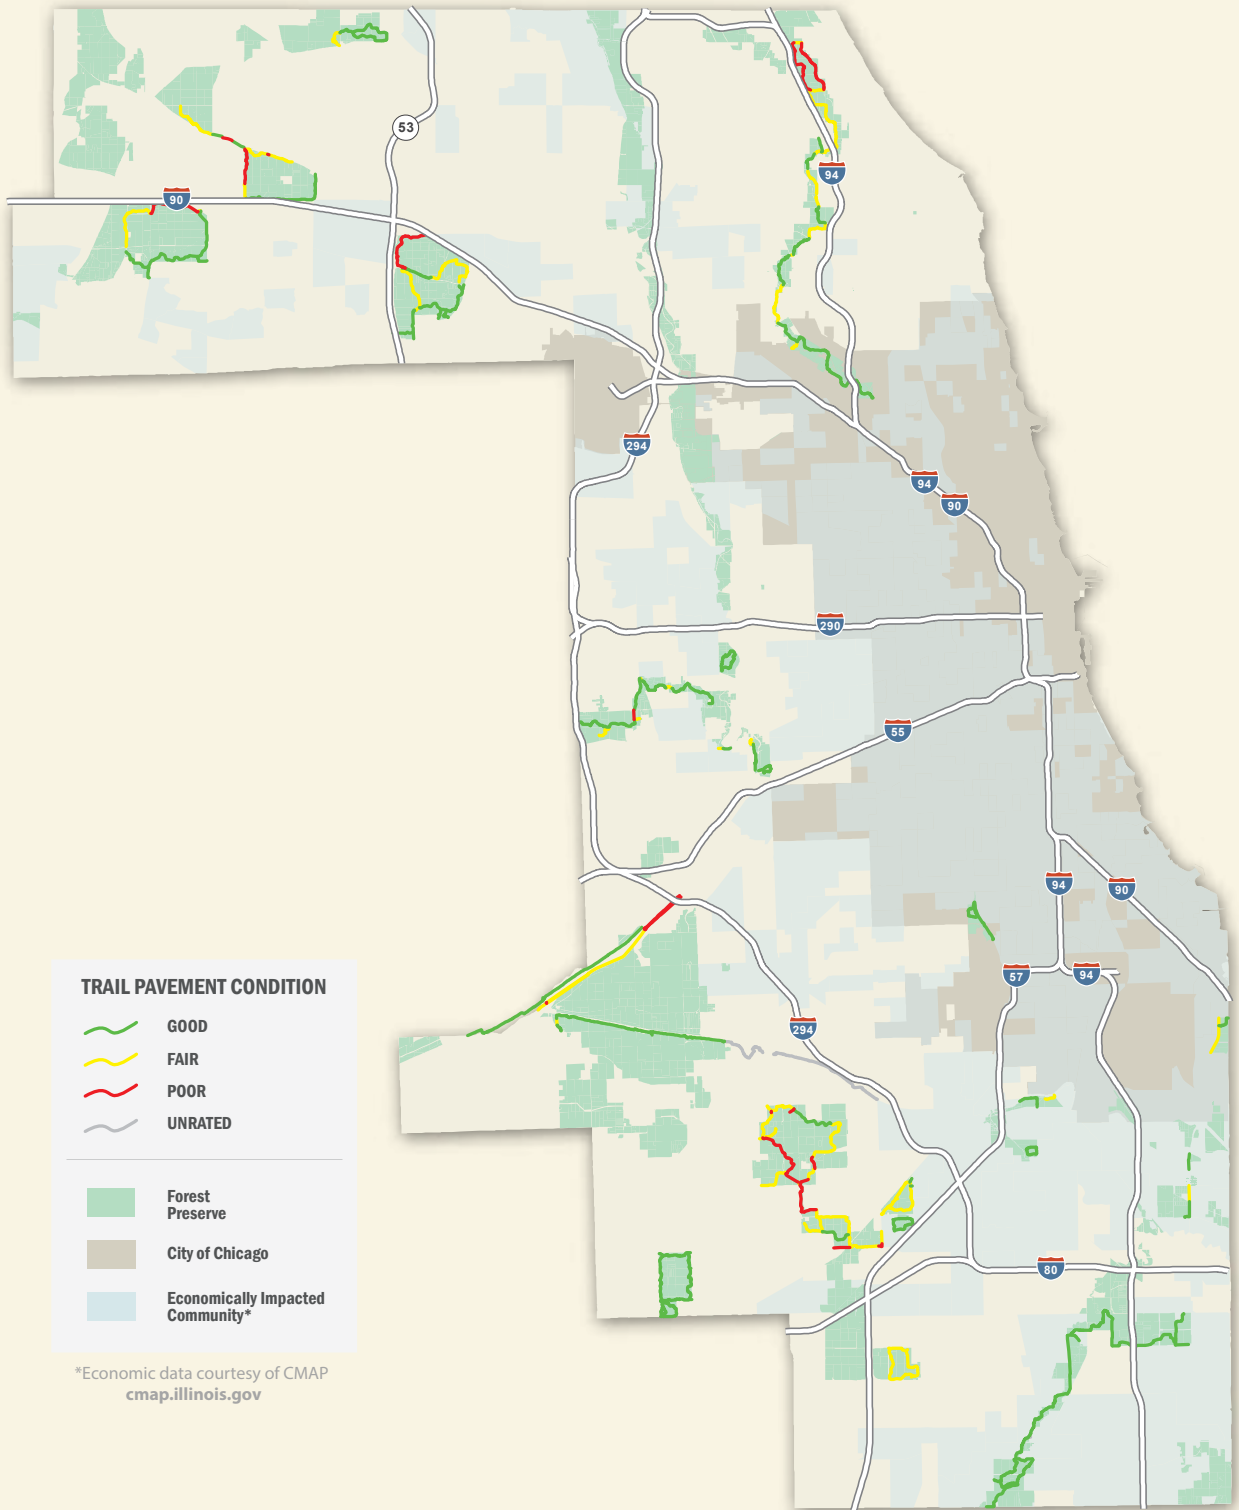 53
90
94
294
94
90
290
55
94
90
57
94
294
80
TRAIL PAVEMENT CONDITION
GOOD
FAIR
POOR
UNRATED
Forest
Preserve
City of Chicago
Economically Impacted
Community*
*Economic data courtesy of CMAP
cmap.illinois.gov